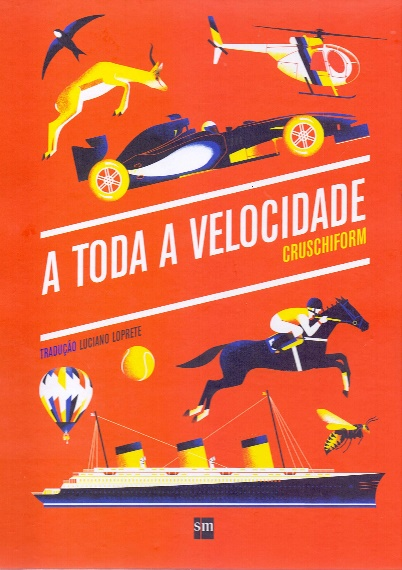 A TODA A VELOCIDADE
CRUSCHIFORM
TRADUÇÃO LUCIANO LOPRETE
sm